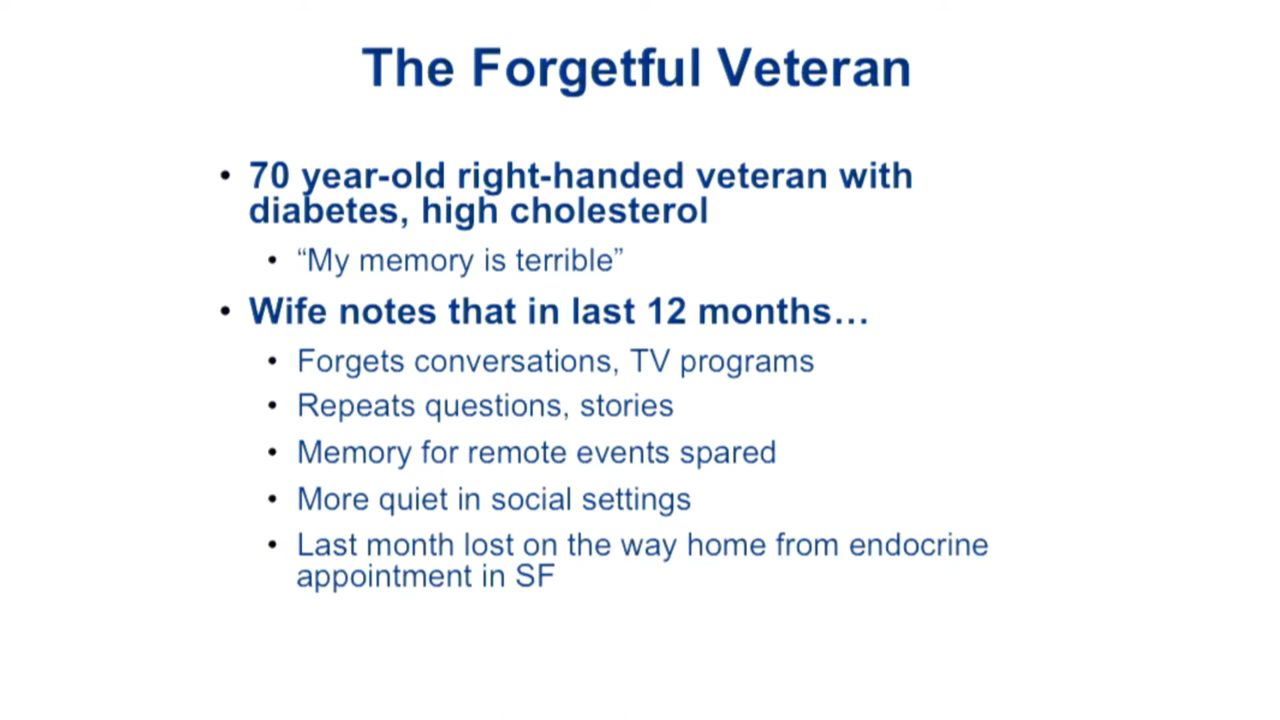 The Forgetful Veteran
• 70 year-old right-handed veteran with
diabetes, high cholesterol
• “My memory is terrible”
• Wife notes that in last 12 months…
• Forgets conversations, TV programs
• Repeats questions, stories
• Memory for remote events spared
• More quiet in social settings
• Last month lost on the way home from endocrine
appointment in SF